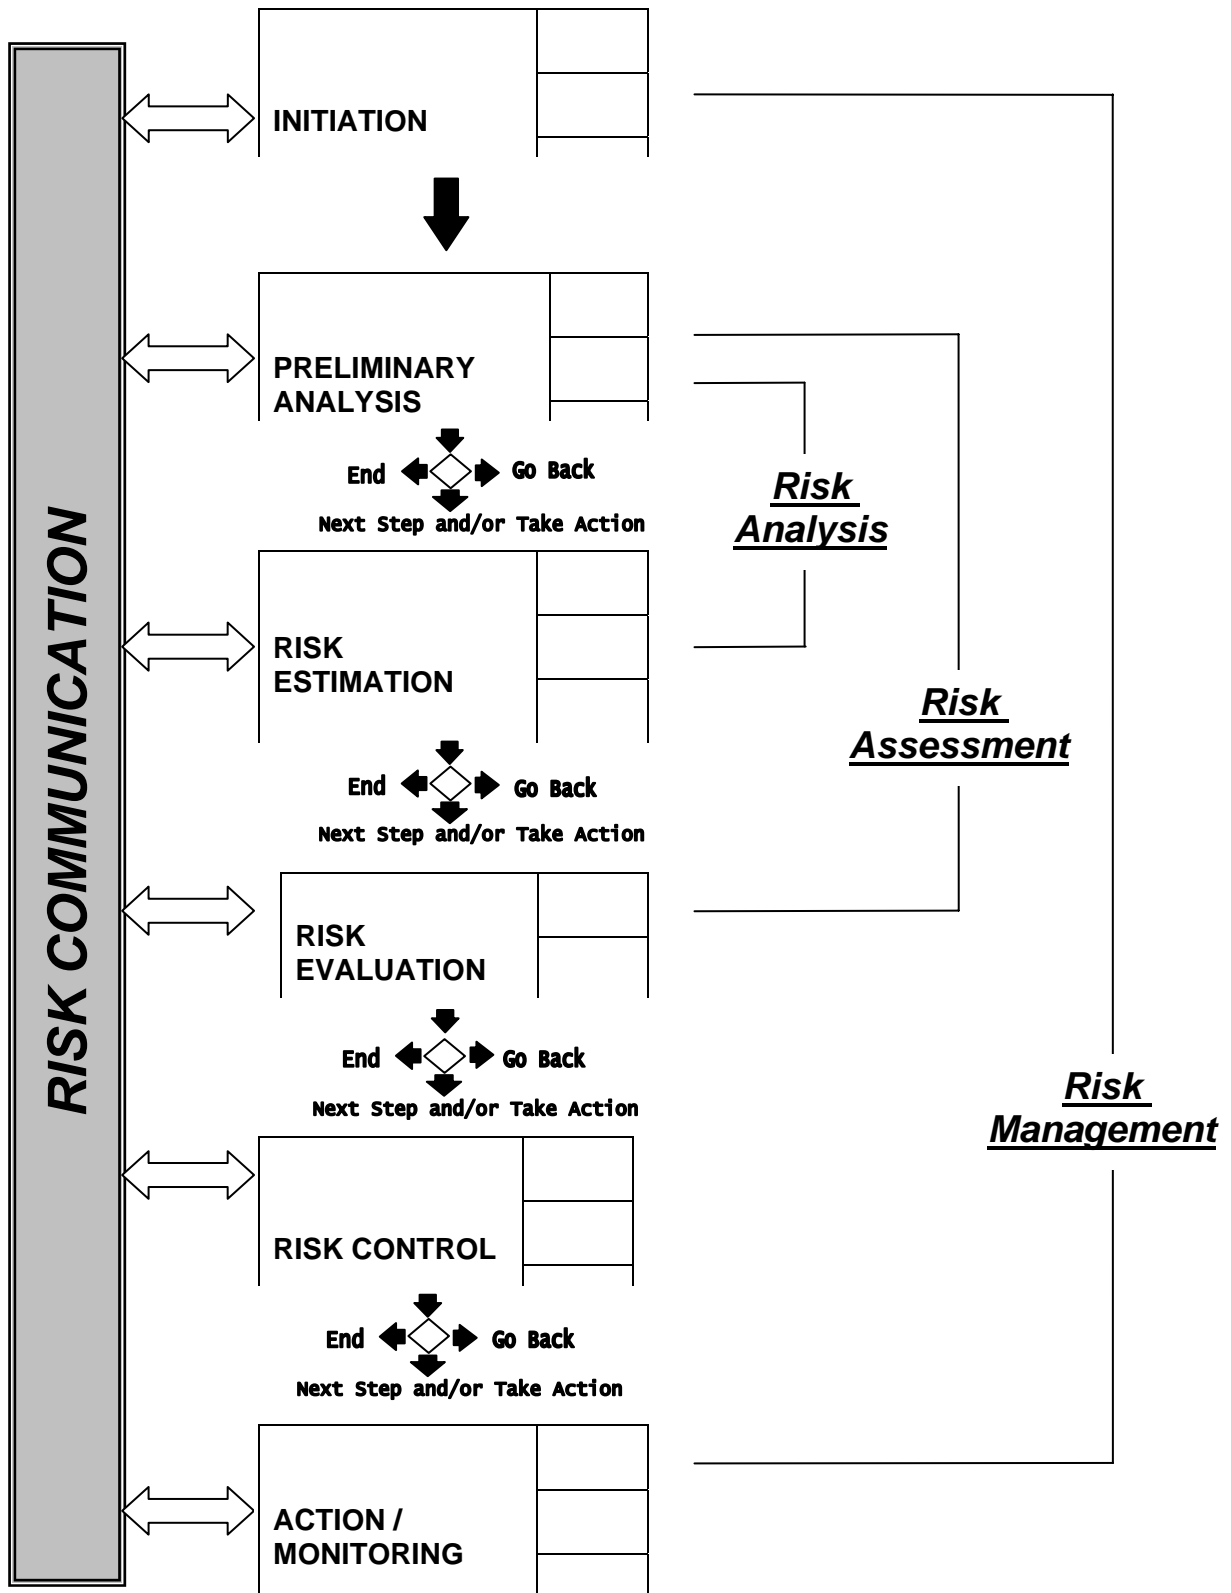 RISK COMMUNICATION
INITIATION
PRELIMINARY
ANALYSIS
End
Go Back
Next Step and/or Take Action
Risk
Analysis
RISK
ESTIMATION
End
Go Back
Next Step and/or Take Action
Risk
Assessment
RISK
EVALUATION
End
Go Back
Next Step and/or Take Action
Risk
Management
RISK CONTROL
End
Go Back
Next Step and/or Take Action
ACTION /
MONITORING